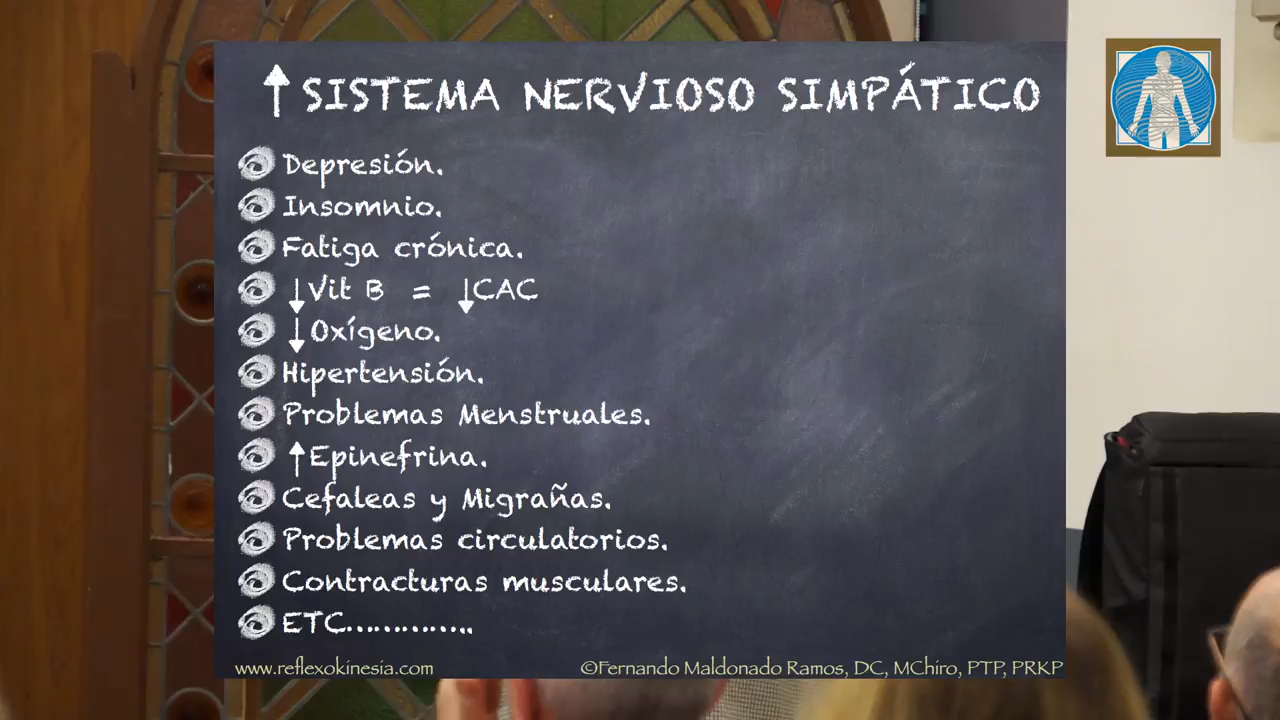 ↑ SISTEMA NERVIOSO SIMPÁTICO
Depresión.
Insomnio.
Fatiga crónica.
↓Vit B = ↓CAC
↓Oxígeno.
Hipertensión.
Problemas Menstruales.
↑Epinefrina.
Cefaleas y Migrañas.
Problemas circulatorios.
Contracturas musculares.
ETC…………..
www.reflexokinesia.com ©Fernando Maldonado Ramos, DC, MChiro, PTP, PRKP